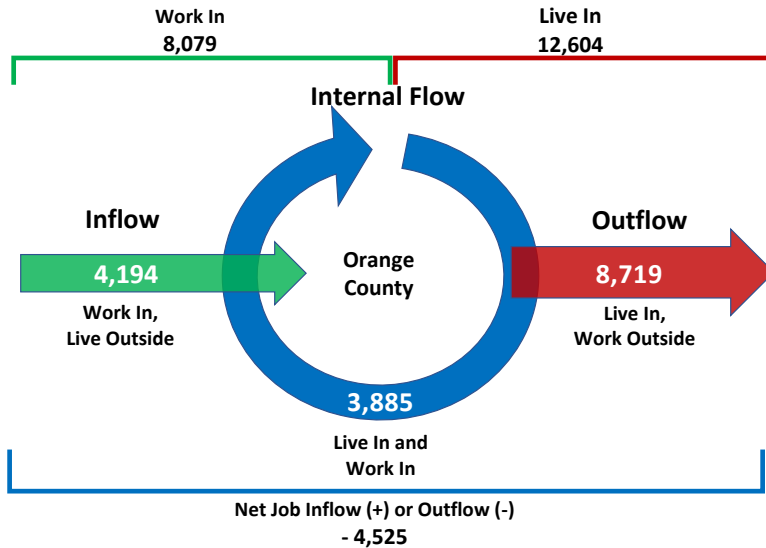 Work In
8,079
Live In
12,604
Internal Flow
Inflow
4,194
Work In,
Live Outside
Orange
County
Outflow
8,719
Live In,
Work Outside
3,885
Live In and
Work In
Net Job Inflow (+) or Outflow (-)
- 4,525